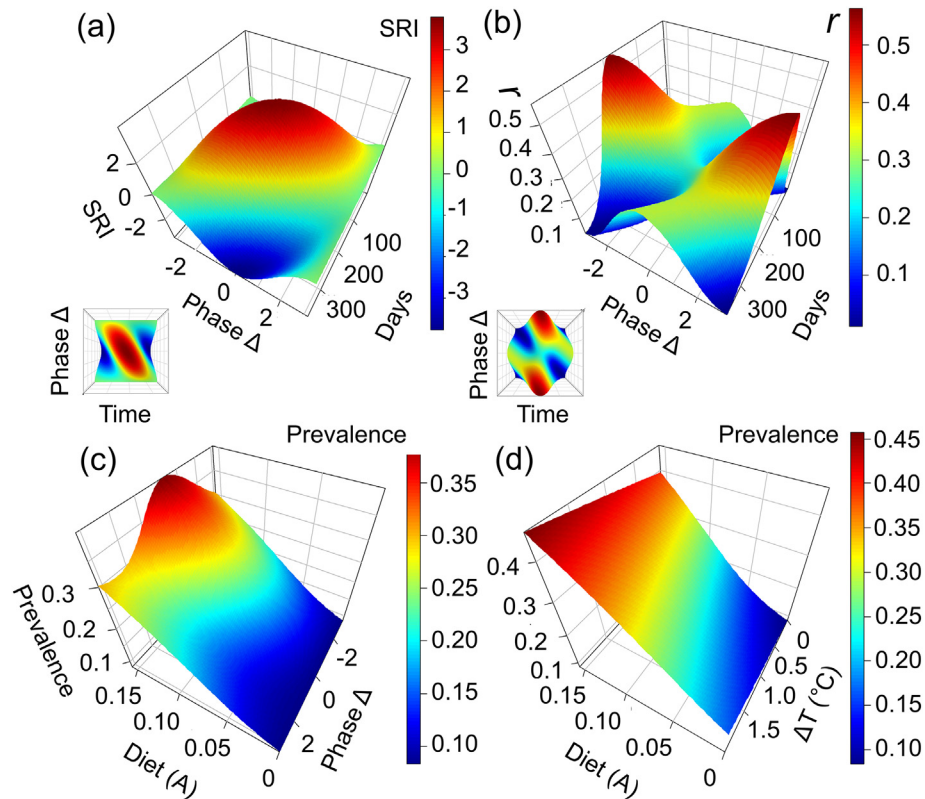 (a)
SRI
3
2
1
0
-1
-2
-3
2
0
-2
SRI
-2
0
2
Phase Δ
100
200
300
Days
Phase Δ
Time
(b)
r
0.5
0.4
0.3
0.2
0.1
r
0.5
0.4
0.3
0.2
0.1
-2
0
2
Phase Δ
100
200
300
Days
Phase Δ
Time
(c)
Prevalence
0.35
0.30
0.25
0.20
0.15
0.10
0.3
0.2
0.1
Prevalence
0.15
0.10
0.05
0
Diet (A)
-2
0
2
Phase Δ
(d)
Prevalence
0.45
0.40
0.35
0.30
0.25
0.20
0.15
0.10
0.4
0.3
0.2
0.1
0.15
0.10
0.05
0
Diet (A)
0
0.5
1.0
1.5
ΔT (°C)